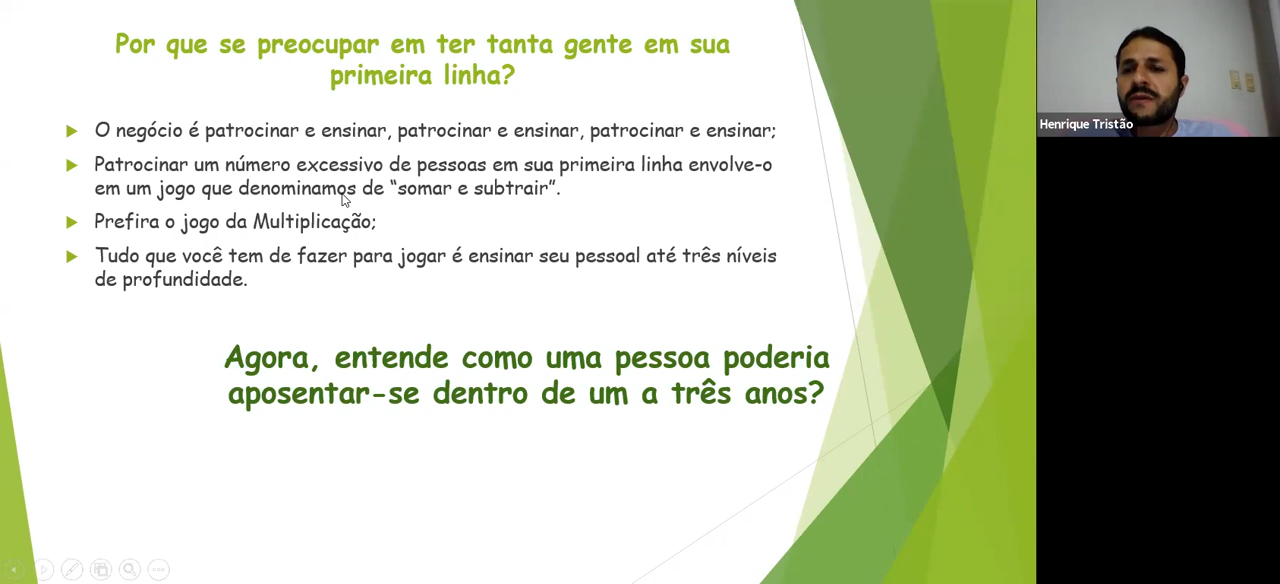 Por que se preocupar em ter tanta gente em sua
primeira linha?
O negócio é patrocinar e ensinar, patrocinar e ensinar, patrocinar e ensinar;
Patrocinar um número excessivo de pessoas em sua primeira linha envolve-o
em um jogo que denominamos de “somar e subtrair”.
Prefira o jogo da Multiplicação;
Tudo que você tem de fazer para jogar é ensinar seu pessoal até três níveis
de profundidade.
Agora, entende como uma pessoa poderia
aposentar-se dentro de um a três anos?
Henrique Tristão